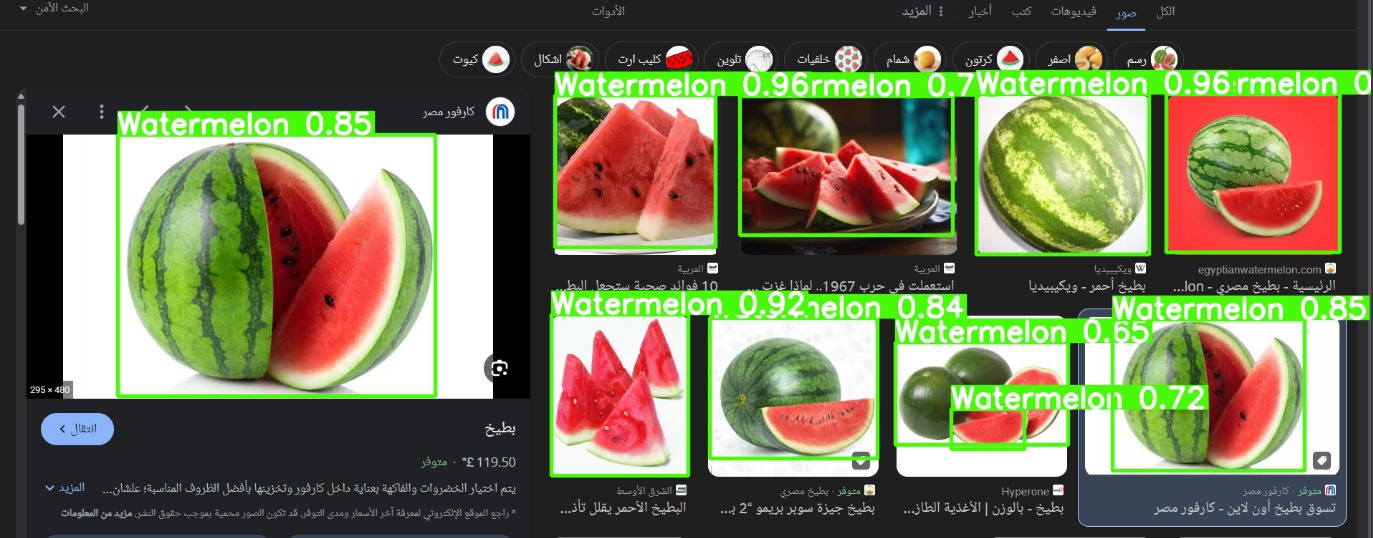 الكل
صور
فيديوهات
كتب
أخبار
المزيد
الأدوات
البحث الآمن
رسم
اصفر
كرتون
شمام
خلفيات
تلوين
كليب ارت
اشكال
كيوت
كارفور مصر
Watermelon 0.85
Watermelon 0.96
rmelon 0.7
Watermelon 0.96
rmelon 0
295 × 480
العربية
10 فوائد صحية ستجعل البط...
العربية
استعملت في حرب 1967.. لماذا غزت ...
ويكيبيديا
بطيخ أحمر - ويكيبيديا
egyptianwatermelon.com
الرئيسية - بطيخ مصري - lon...
Watermelon 0.92
elon 0.84
Watermelon 0.65
Watermelon 0.72
Watermelon 0.85
انتقال
بطيخ
119.50 £* · متوفر
يتم اختيار الخضروات والفاكهة بعناية داخل كارفور وتخزينها بأفضل الظروف المناسبة؛ علشان... المزيد
* راجع الموقع الإلكتروني لمعرفة آخر الأسعار ومدى التوفر. قد تكون الصور محمية بموجب حقوق النشر. مزيد من المعلومات
الشرق الأوسط
البطيخ الأحمر يقلل تأذ...
متوفر · بطيخ مصري
بطيخ جيزة سوبر بريمو "2 ب...
Hyperone
بطيخ - بالوزن | الأغذية الطاز...
متوفر · كارفور مصر
تسوق بطيخ أون لاين - كارفور مصر